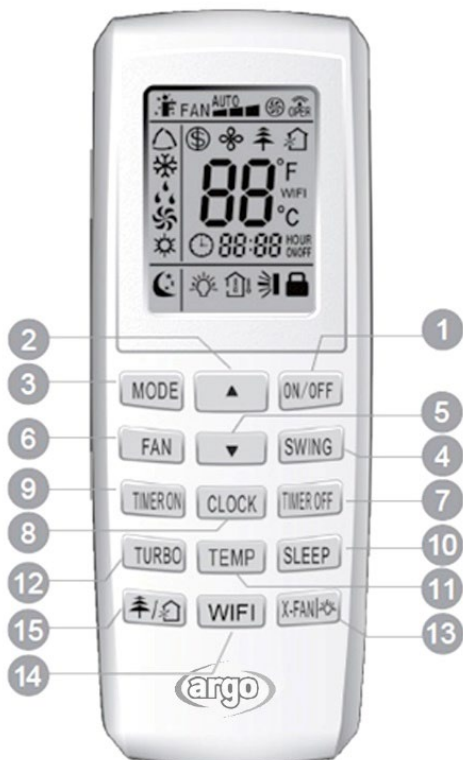 FAN AUTO OPER
88 °F
WIFI
°C
88:88 HOUR
ON/OFF
2 1
3 MODE ▲ ON/OFF
6 FAN ▼ SWING 5
4
9 TIMER ON CLOCK TIMER OFF 7
8
TURBO TEMP SLEEP 10
12 11
15 WIFI X-FAN 13
14
argo